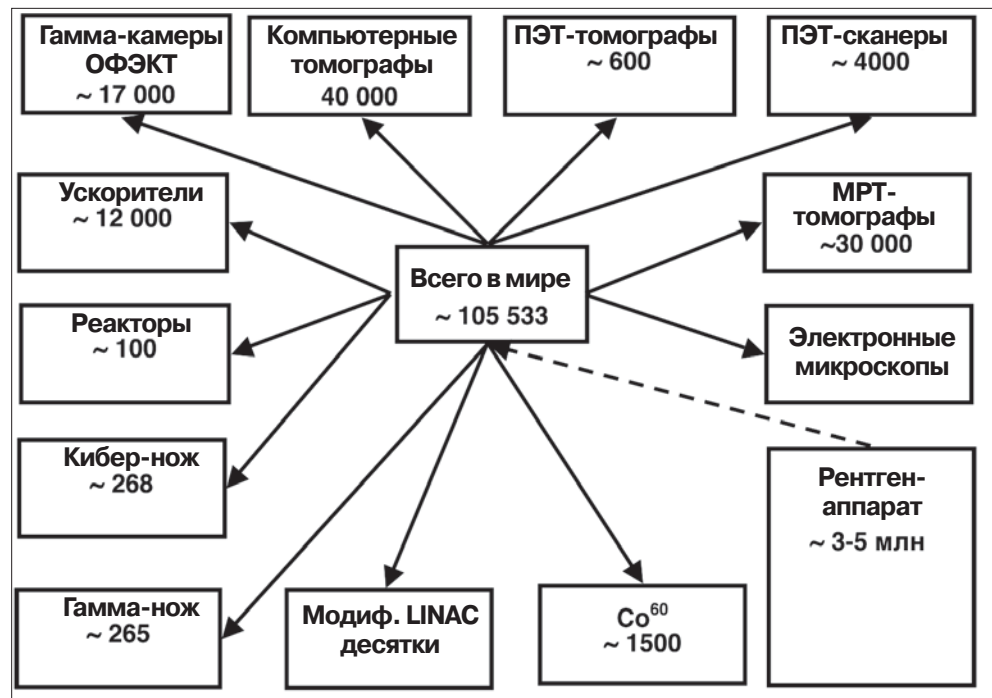 Гамма-камеры
ОФЭКТ
~ 17 000
Компьютерные
томографы
40 000
ПЭТ-томографы
~ 600
ПЭТ-сканеры
~ 4000
Ускорители
~ 12 000
МРТ-
томографы
~30 000
Всего в мире
~ 105 533
Реакторы
~ 100
Электронные
микроскопы
Кибер-нож
~ 268
Рентген-
аппарат
~ 3-5 млн
Гамма-нож
~ 265
Модиф. LINAC
десятки
Co⁶⁰
~ 1500